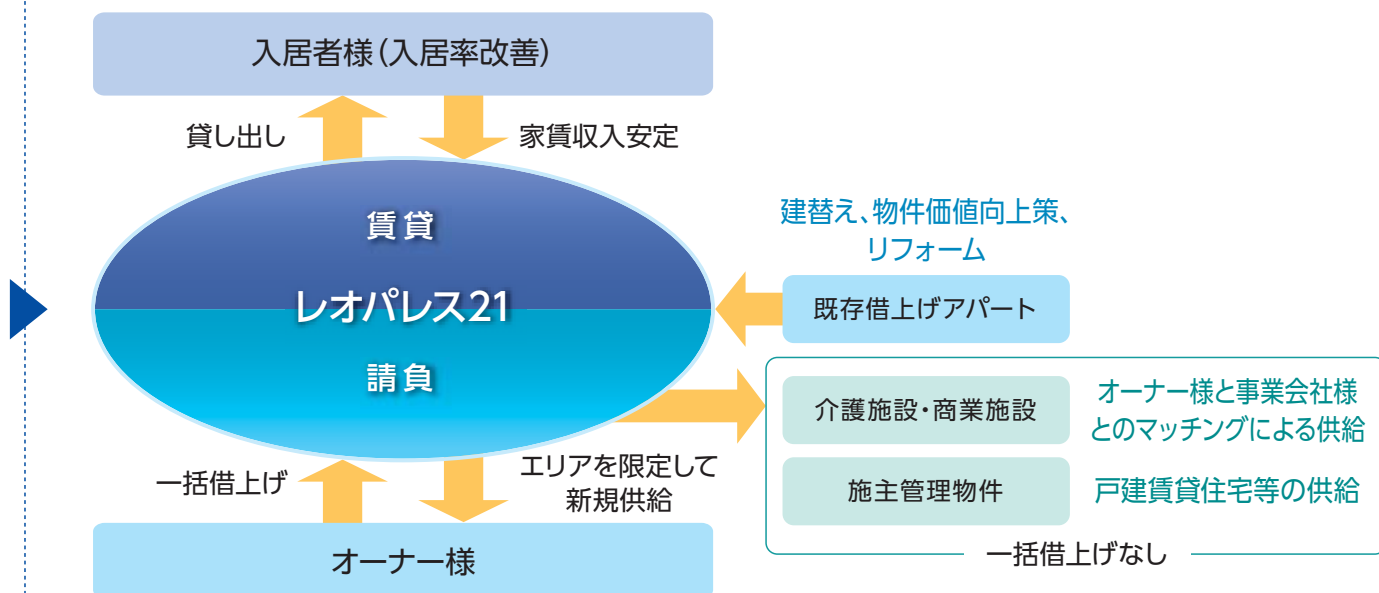 入居者様（入居率改善）
貸し出し
家賃収入安定
賃貸
レオパレス21
請負
建替え、物件価値向上策、
リフォーム
既存借上げアパート
介護施設・商業施設
オーナー様と事業会社様
とのマッチングによる供給
施主管理物件
戸建賃貸住宅等の供給
一括借上げなし
一括借上げ
エリアを限定して
新規供給
オーナー様